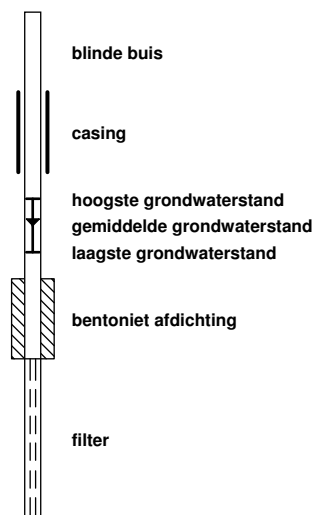 blinde buis
casing
hoogste grondwaterstand
gemiddelde grondwaterstand
laagste grondwaterstand
bentoniet afdichting
filter